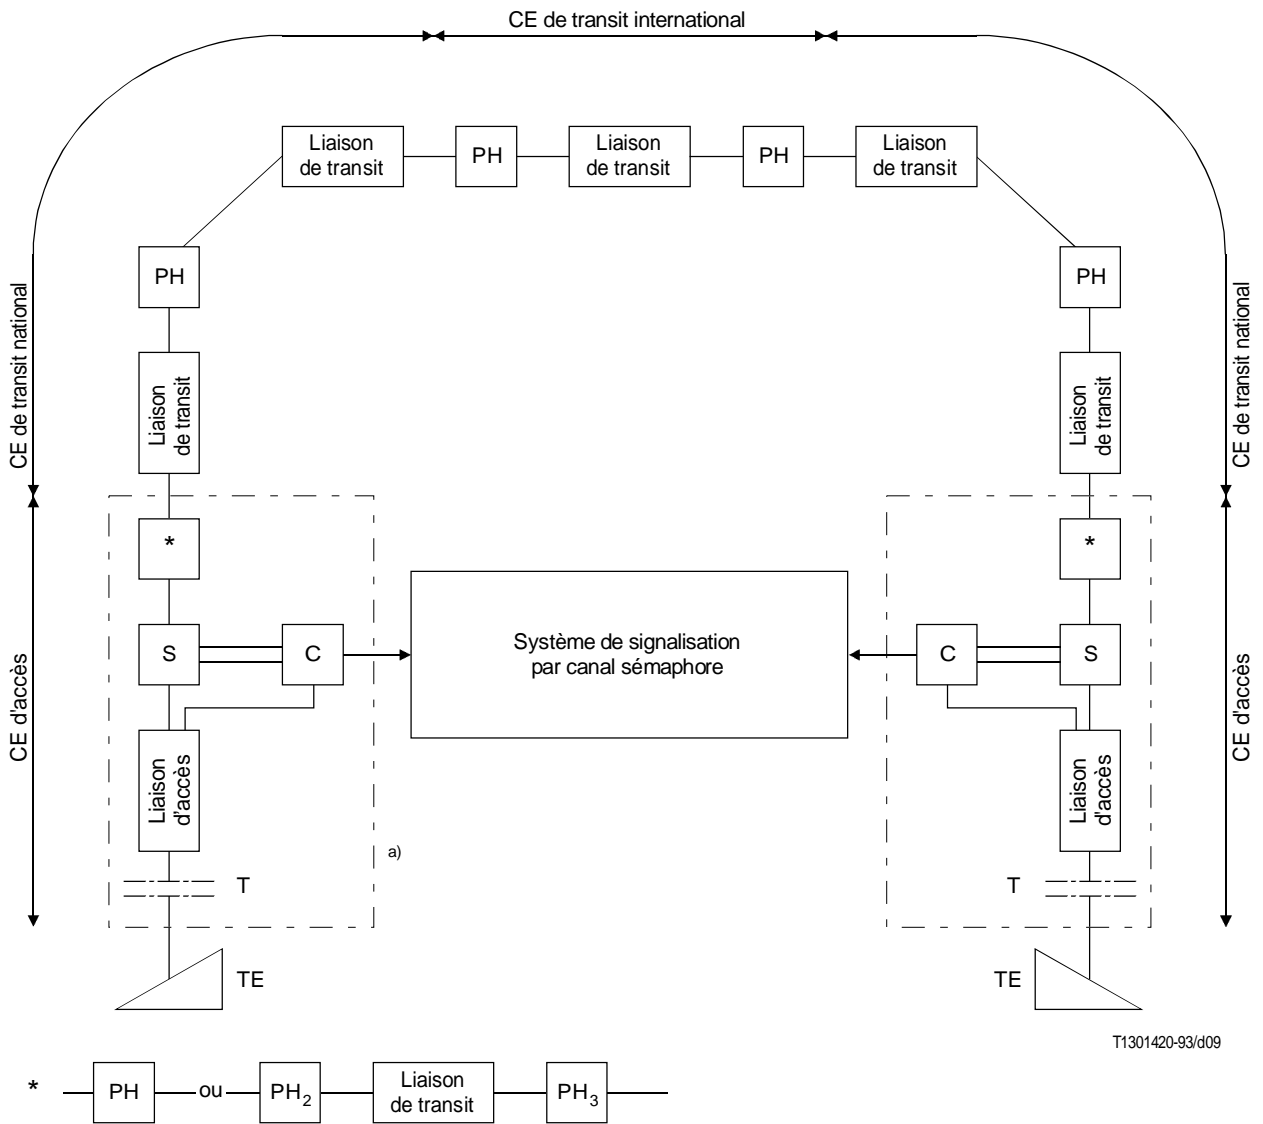 CE de transit international
Liaison
de transit
PH
Liaison
de transit
PH
Liaison
de transit
PH
PH
CE de transit national
CE de transit national
Liaison
de transit
Liaison
de transit
*
*
S
C
Système de signalisation
par canal sémaphore
C
S
CE d'accès
CE d'accès
Liaison
d'accès
Liaison
d'accès
a)
T
T
TE
TE
T1301420-93/d09
* PH ou PH2 Liaison
de transit PH3